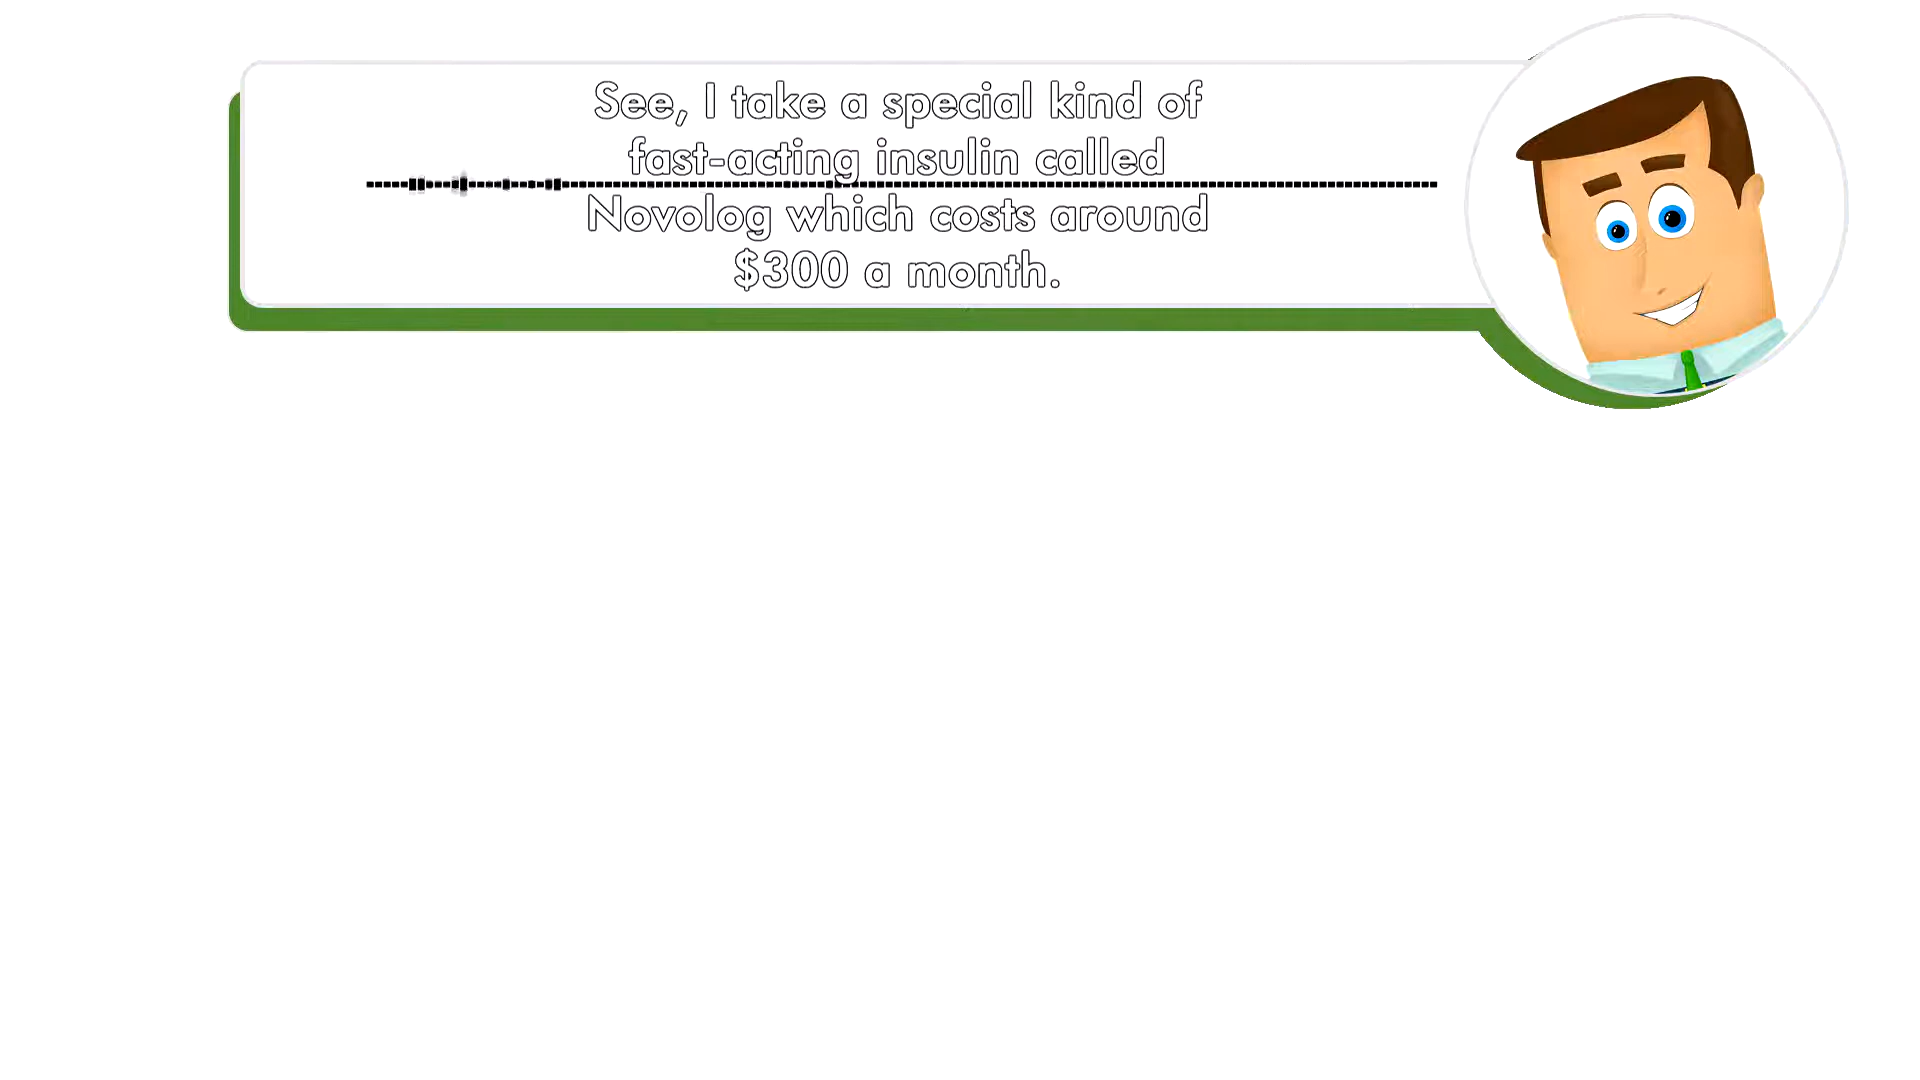 See, I take a special kind of
fast-acting insulin called
Novolog which costs around
$300 a month.